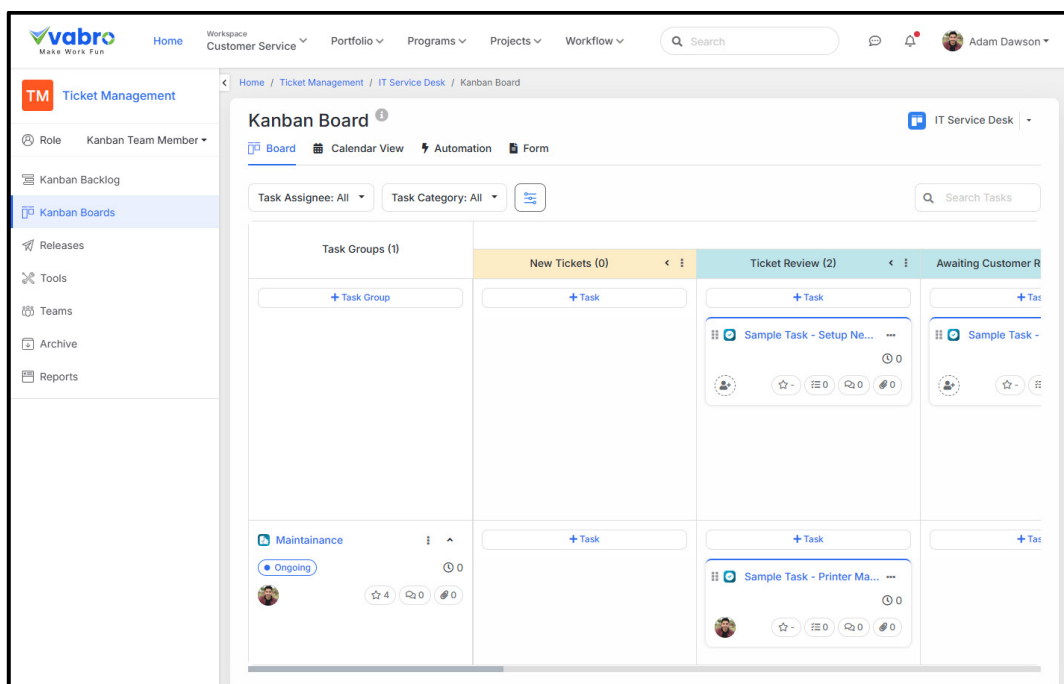 vabro
Make Work Fun
Home
Workspace
Customer Service
Portfolio
Programs
Projects
Workflow
Search
Adam Dawson
TM
Ticket Management
Role
Kanban Team Member
Kanban Backlog
Kanban Boards
Releases
Tools
Teams
Archive
Reports
Home / Ticket Management / IT Service Desk / Kanban Board
Kanban Board
IT Service Desk
Board
Calendar View
Automation
Form
Task Assignee: All
Task Category: All
Search Tasks
Task Groups (1)
New Tickets (0)
Ticket Review (2)
Awaiting Customer R
+ Task Group
+ Task
+ Task
+ Tas
Sample Task - Setup Ne...
0
- 0 0 0
Sample Task -
-
Maintainance
Ongoing
0
4 0 0
+ Task
+ Task
+ Tas
Sample Task - Printer Ma...
0
- 0 0 0